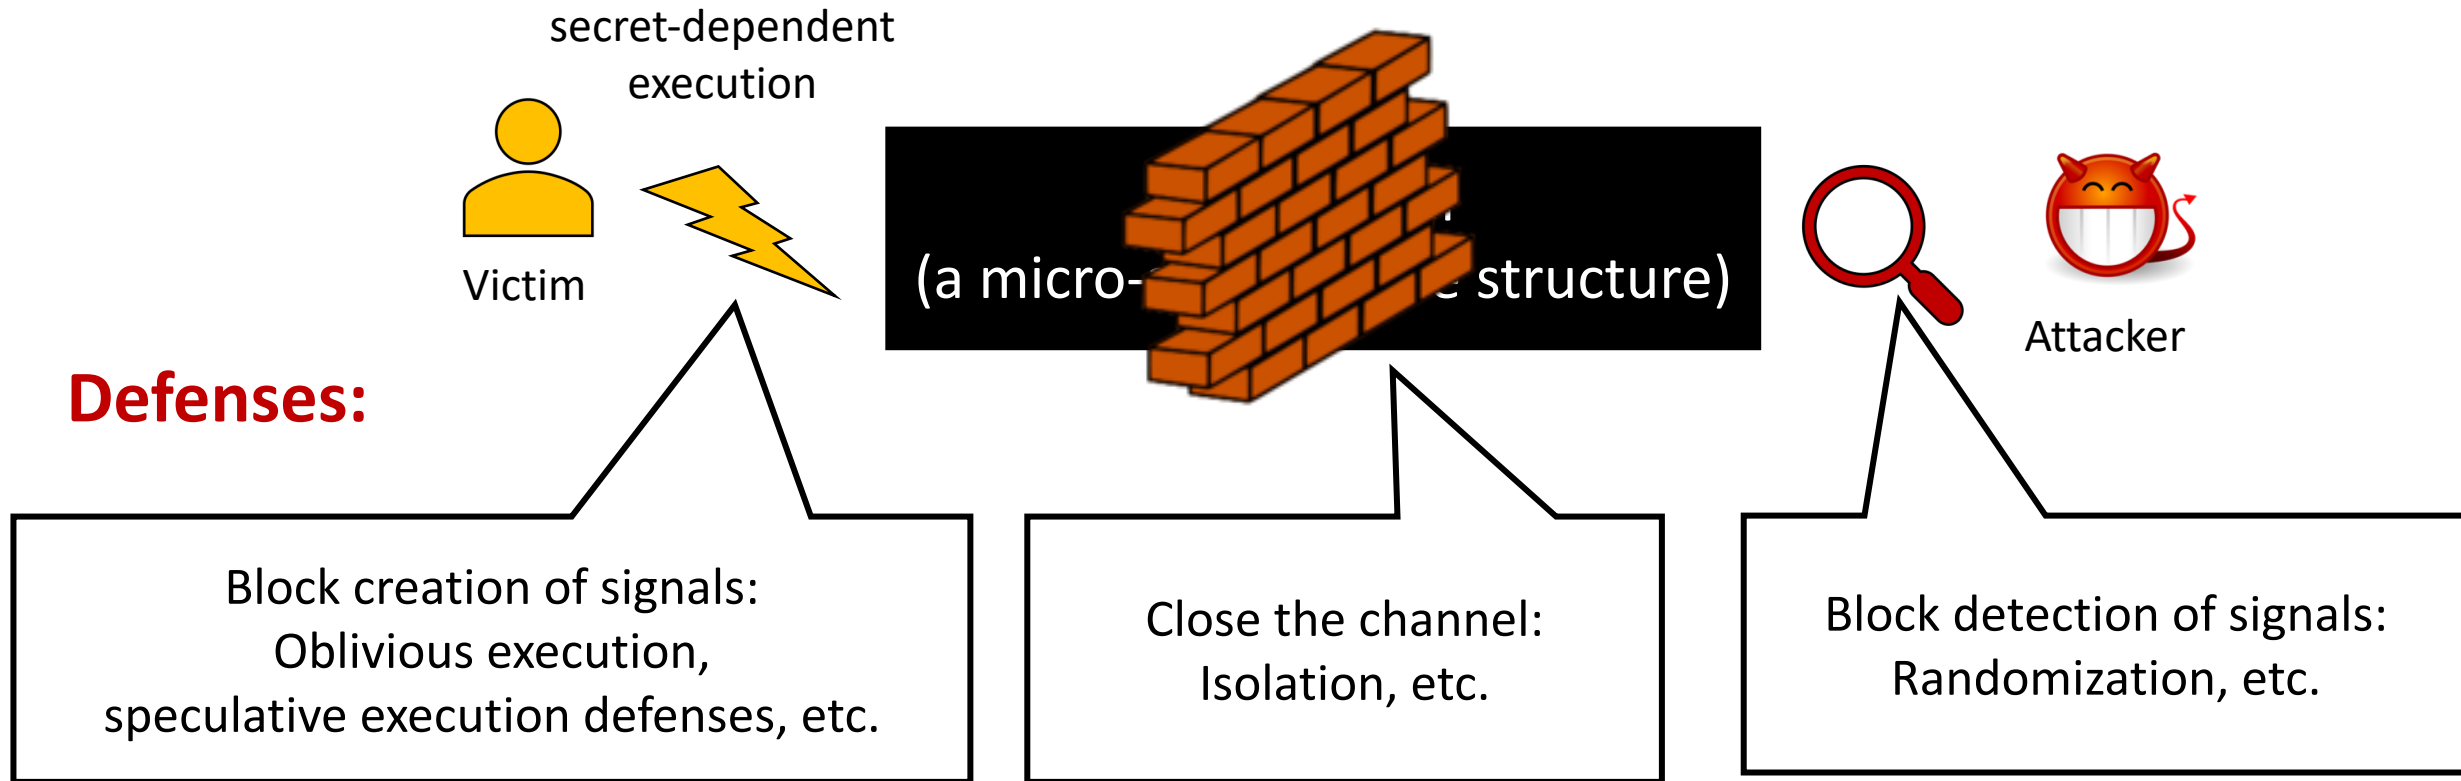 secret-dependent
execution
Victim
(a micro- structure)
Attacker
Defenses:
Block creation of signals:
Oblivious execution,
speculative execution defenses, etc.
Close the channel:
Isolation, etc.
Block detection of signals:
Randomization, etc.